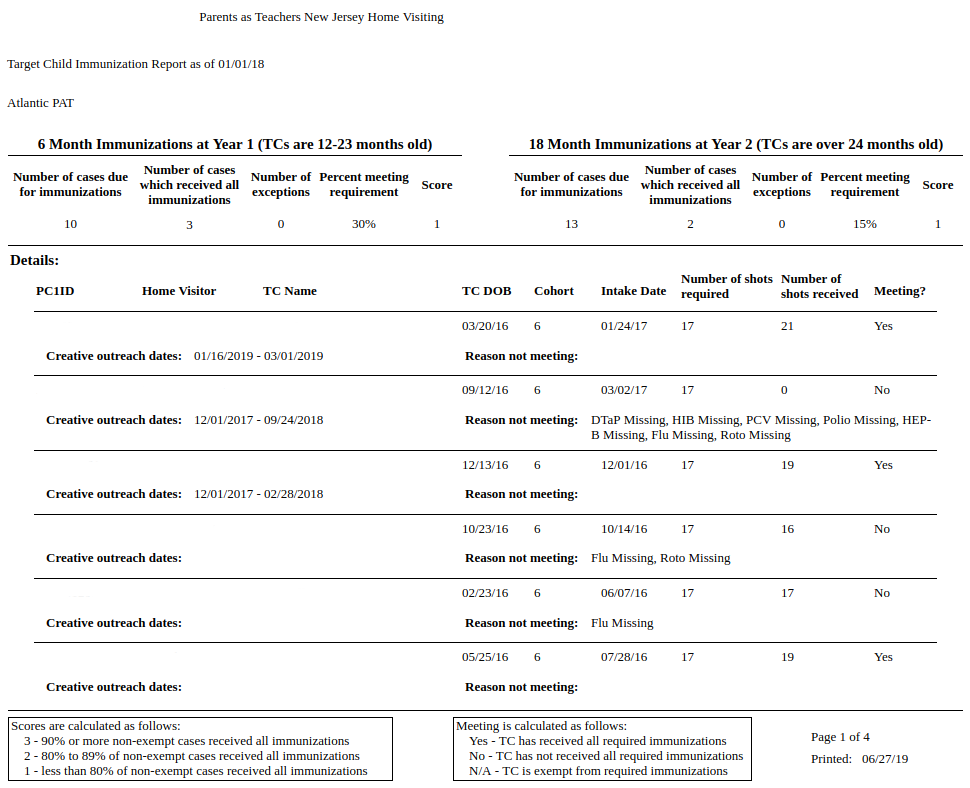 Parents as Teachers New Jersey Home Visiting
Target Child Immunization Report as of 01/01/18
Atlantic PAT
6 Month Immunizations at Year 1 (TCs are 12-23 months old)
Number of cases due for immunizations
Number of cases which received all immunizations
Number of exceptions
Percent meeting requirement
Score
10 3 0 30% 1
18 Month Immunizations at Year 2 (TCs are over 24 months old)
Number of cases due for immunizations
Number of cases which received all immunizations
Number of exceptions
Percent meeting requirement
Score
13 2 0 15% 1
Details:
PC1ID Home Visitor TC Name TC DOB Cohort Intake Date Number of shots required Number of shots received Meeting?
03/20/16 6 01/24/17 17 21 Yes
Creative outreach dates: 01/16/2019 - 03/01/2019 Reason not meeting:
09/12/16 6 03/02/17 17 0 No
Creative outreach dates: 12/01/2017 - 09/24/2018 Reason not meeting: DTaP Missing, HIB Missing, PCV Missing, Polio Missing, HEP-
B Missing, Flu Missing, Roto Missing
12/13/16 6 12/01/16 17 19 Yes
Creative outreach dates: 12/01/2017 - 02/28/2018 Reason not meeting:
10/23/16 6 10/14/16 17 16 No
Creative outreach dates: Reason not meeting: Flu Missing, Roto Missing
02/23/16 6 06/07/16 17 17 No
Creative outreach dates: Reason not meeting: Flu Missing
05/25/16 6 07/28/16 17 19 Yes
Creative outreach dates: Reason not meeting:
Scores are calculated as follows:
3 - 90% or more non-exempt cases received all immunizations
2 - 80% to 89% of non-exempt cases received all immunizations
1 - less than 80% of non-exempt cases received all immunizations
Meeting is calculated as follows:
Yes - TC has received all required immunizations
No - TC has not received all required immunizations
N/A - TC is exempt from required immunizations
Page 1 of 4
Printed: 06/27/19